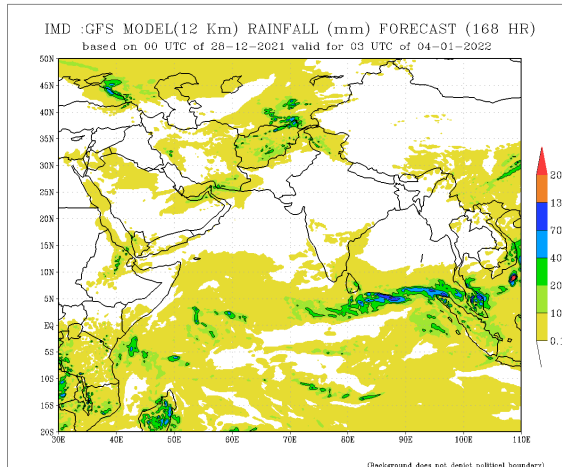 IMD :GFS MODEL(12 Km) RAINFALL (mm) FORECAST (168 HR)
based on 00 UTC of 28-12-2021 valid for 03 UTC of 04-01-2022
50N
45N
40N
35N
30N
25N
20N
15N
10N
5N
EQ
5S
10S
15S
20S
30E 40E 50E 60E 70E 80E 90E 100E 110E
20
13
70
40
20
10
0.1
(Background does not depict political boundary)